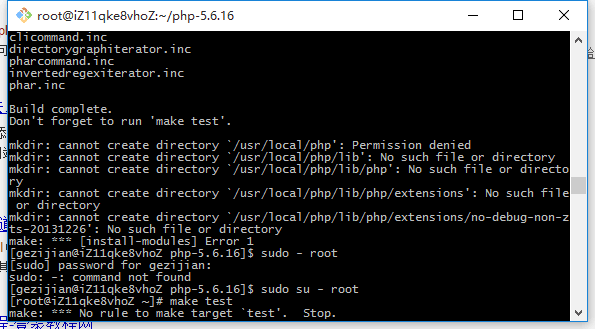 root@iZ11qke8vhoZ:~/php-5.6.16
clicommand.inc
directorygraphiterator.inc
pharcommand.inc
invertedregexiterator.inc
phar.inc
Build complete.
Don't forget to run 'make test'.
mkdir: cannot create directory `/usr/local/php': Permission denied
mkdir: cannot create directory `/usr/local/php/lib': No such file or directory
mkdir: cannot create directory `/usr/local/php/lib/php': No such file or directo
ry
mkdir: cannot create directory `/usr/local/php/lib/php/extensions': No such file
 or directory
mkdir: cannot create directory `/usr/local/php/lib/php/extensions/no-debug-non-z
ts-20131226': No such file or directory
make: *** [install-modules] Error 1
[gezijian@iZ11qke8vhoZ php-5.6.16]$ sudo - root
[sudo] password for gezijian:
sudo: -: command not found
[gezijian@iZ11qke8vhoZ php-5.6.16]$ sudo su - root
[root@iZ11qke8vhoZ ~]# make test
make: *** No rule to make target `test'.  Stop.